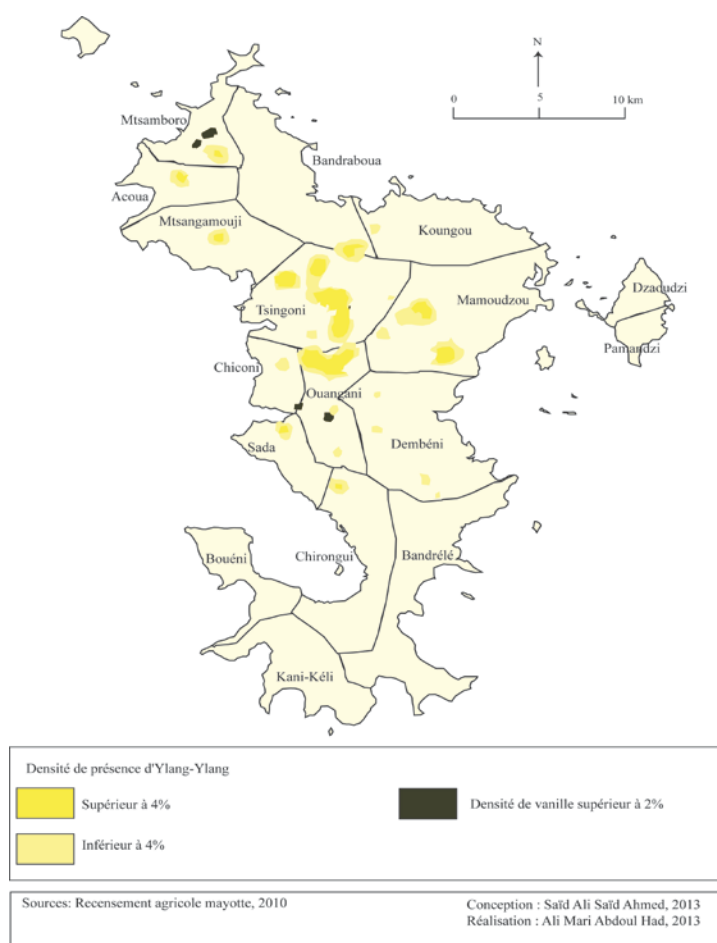 N
0
5
10 km
Mtsamboro
Bandraboua
Acoua
Mtsangamouji
Koungou
Dzaoudzi
Tsingoni
Mamoudzou
Pamandzi
Chiconi
Ouangani
Sada
Dembéni
Bouéni
Chirongui
Bandrélé
Kani-Kéli
Densité de présence d'Ylang-Ylang
Supérieur à 4%
Densité de vanille supérieur à 2%
Inférieur à 4%
Sources: Recensement agricole mayotte, 2010
Conception : Saïd Ali Saïd Ahmed, 2013
Réalisation : Ali Mari Abdoul Had, 2013